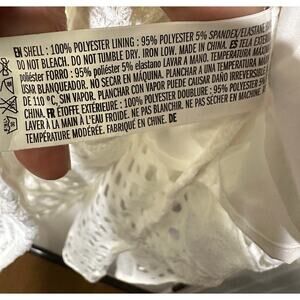 EN SHELL : 100% POLYESTER LINING : 95% POLYESTER 5% SPANDEX/ELASTANE
DO NOT BLEACH. DO NOT TUMBLE DRY. IRON LOW. MADE IN CHINA. ES TELA EXTERI
poliéster FORRO : 95% poliéster 5% elastano LAVAR A MANO. TEMPERATURA
USAR BLANQUEADOR. NO SECAR EN MÁQUINA. PLANCHAR A UNA TEMPERATURA MÁXIMA
DE 110°C, SIN VAPOR. PLANCHAR CON VAPOR PUEDE CAUSAR DAÑO IRREVERSIBLE
CHINA. FR ÉTOFFE EXTÉRIEURE : 100% POLYESTER DOUBLURE : 95% POLYESTER 5%
LAVER À LA MAIN À L'EAU FROIDE. NE PAS BLANCHIR. NE PAS SÉCHER EN MACHINE
TEMPÉRATURE MODÉRÉE. FABRIQUÉ EN CHINE. DE